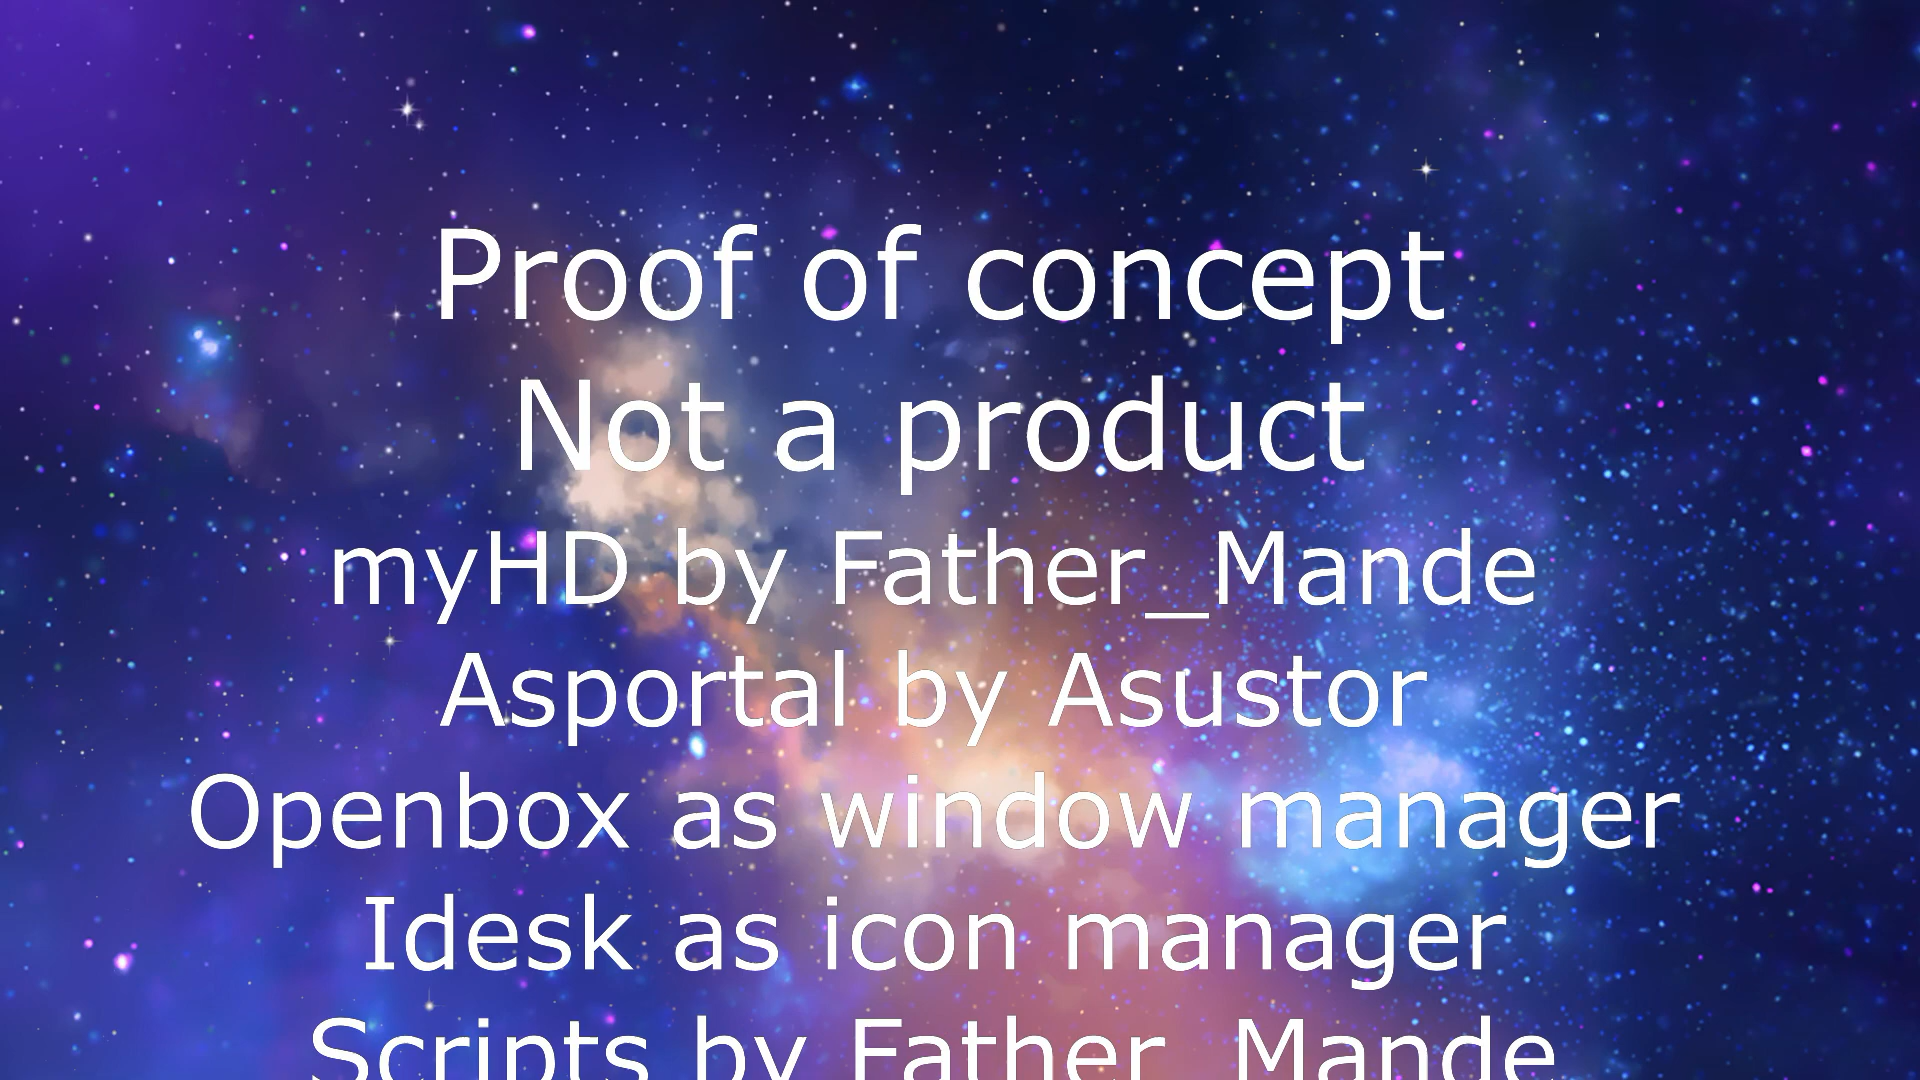 Proof of concept
Not a product
myHD by Father_Mande
Asportal by Asustor
Openbox as window manager
Idesk as icon manager
Scripts by Father_Mande